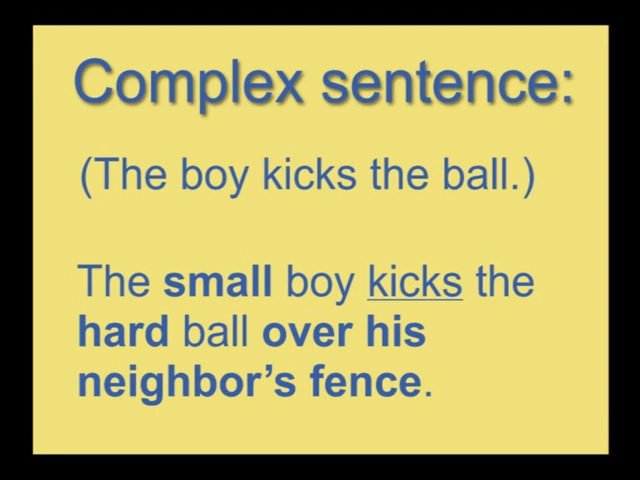 Complex sentence:
(The boy kicks the ball.)
The small boy kicks the
hard ball over his
neighbor’s fence.